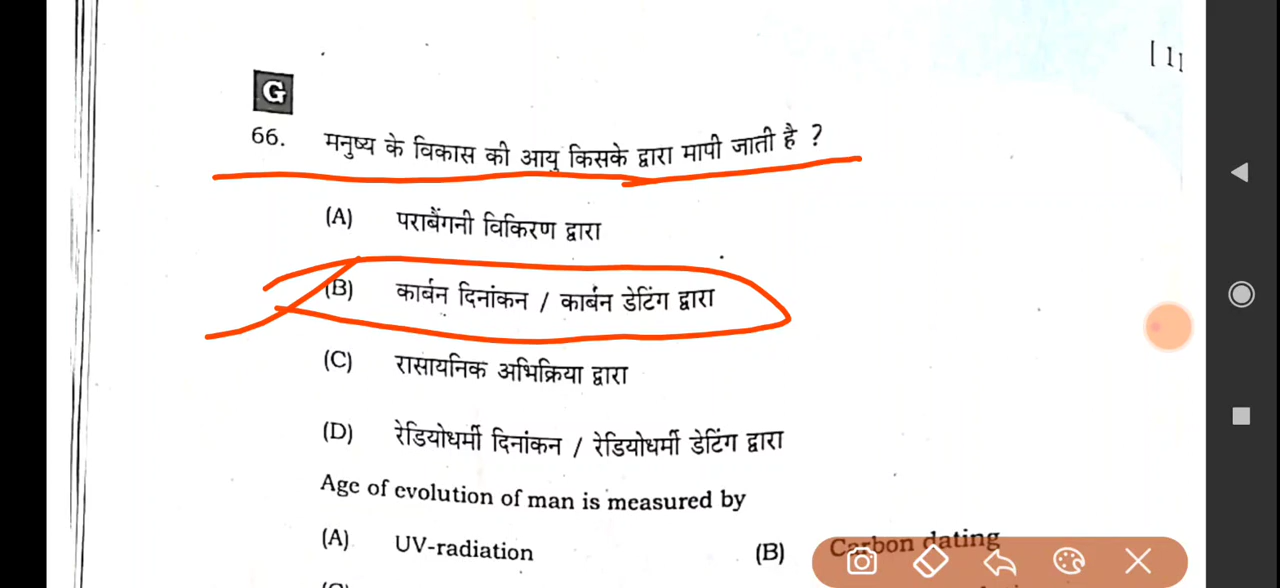 [ 11
G
66. मनुष्य के विकास की आयु किसके द्वारा मापी जाती है ?
(A) पराबैंगनी विकिरण द्वारा
(B) कार्बन दिनांकन / कार्बन डेटिंग द्वारा
(C) रासायनिक अभिक्रिया द्वारा
(D) रेडियोधर्मी दिनांकन / रेडियोधर्मी डेटिंग द्वारा
Age of evolution of man is measured by
(A) UV-radiation (B) Carbon dating